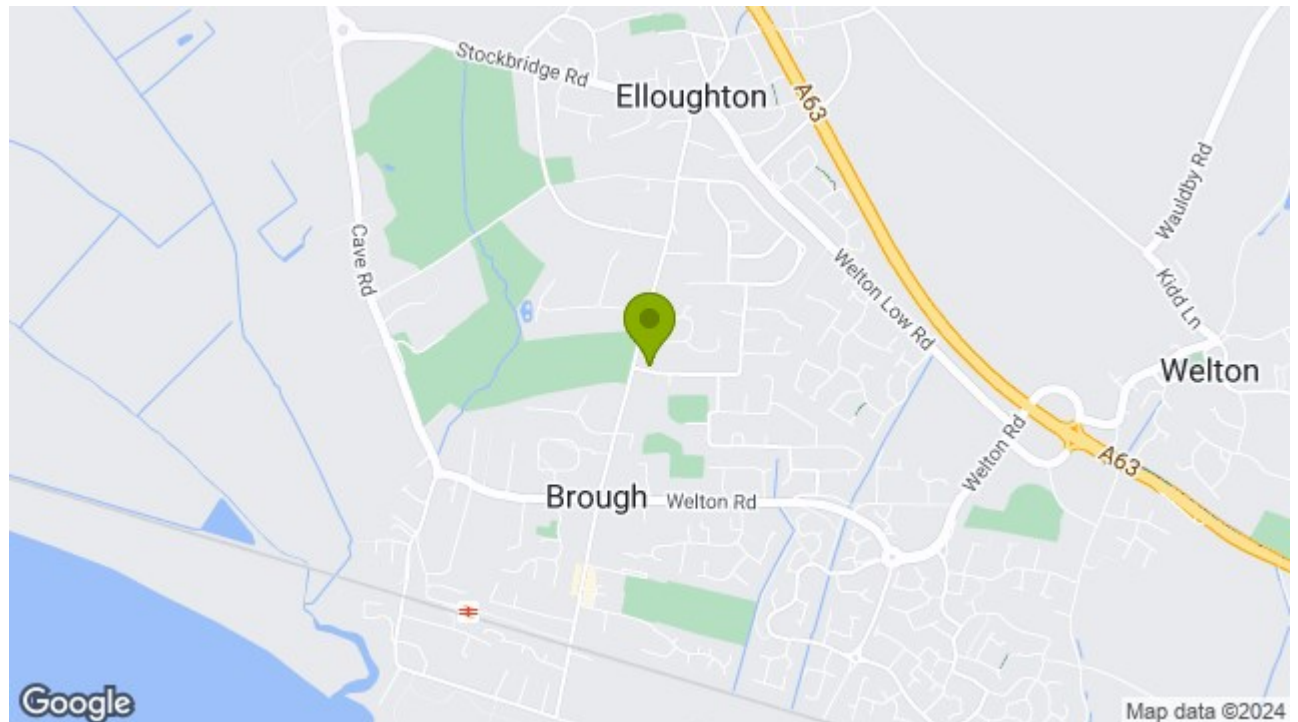 Stockbridge Rd
Elloughton
A63
Wauldby Rd
Cave Rd
Welton Low Rd
Kidd Ln
Welton
Welton Rd
A63
Brough
Welton Rd
Google
Map data ©2024